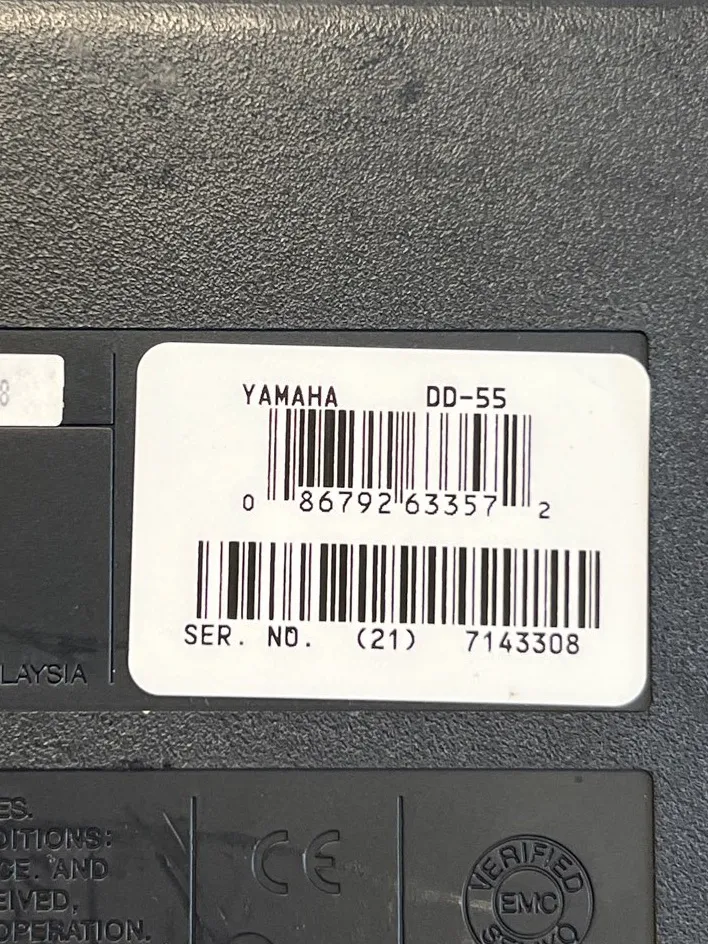 8
YAMAHA DD-55
0 86792 63357 2
SER. NO. (21) 7143308
LAYSIA
ES.
DITIONS:
CE. AND
EIVED,
OPERATION.
CE
VERIFIED
EMC